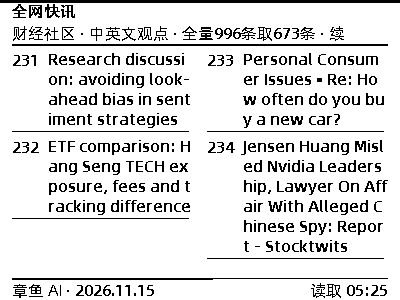 全网快讯
财经社区 · 中英文观点 · 全量996条取673条 · 续
231 Research discussi
on: avoiding look-
ahead bias in sent
iment strategies
232 ETF comparison: H
ang Seng TECH ex
posure, fees and t
racking difference
233 Personal Consum
er Issues • Re: Ho
w often do you bu
y a new car?
234 Jensen Huang Misl
ed Nvidia Leaders
hip, Lawyer On Aff
air With Alleged C
hinese Spy: Repor
t - Stocktwits
章鱼 AI · 2026.11.15
读取 05:25